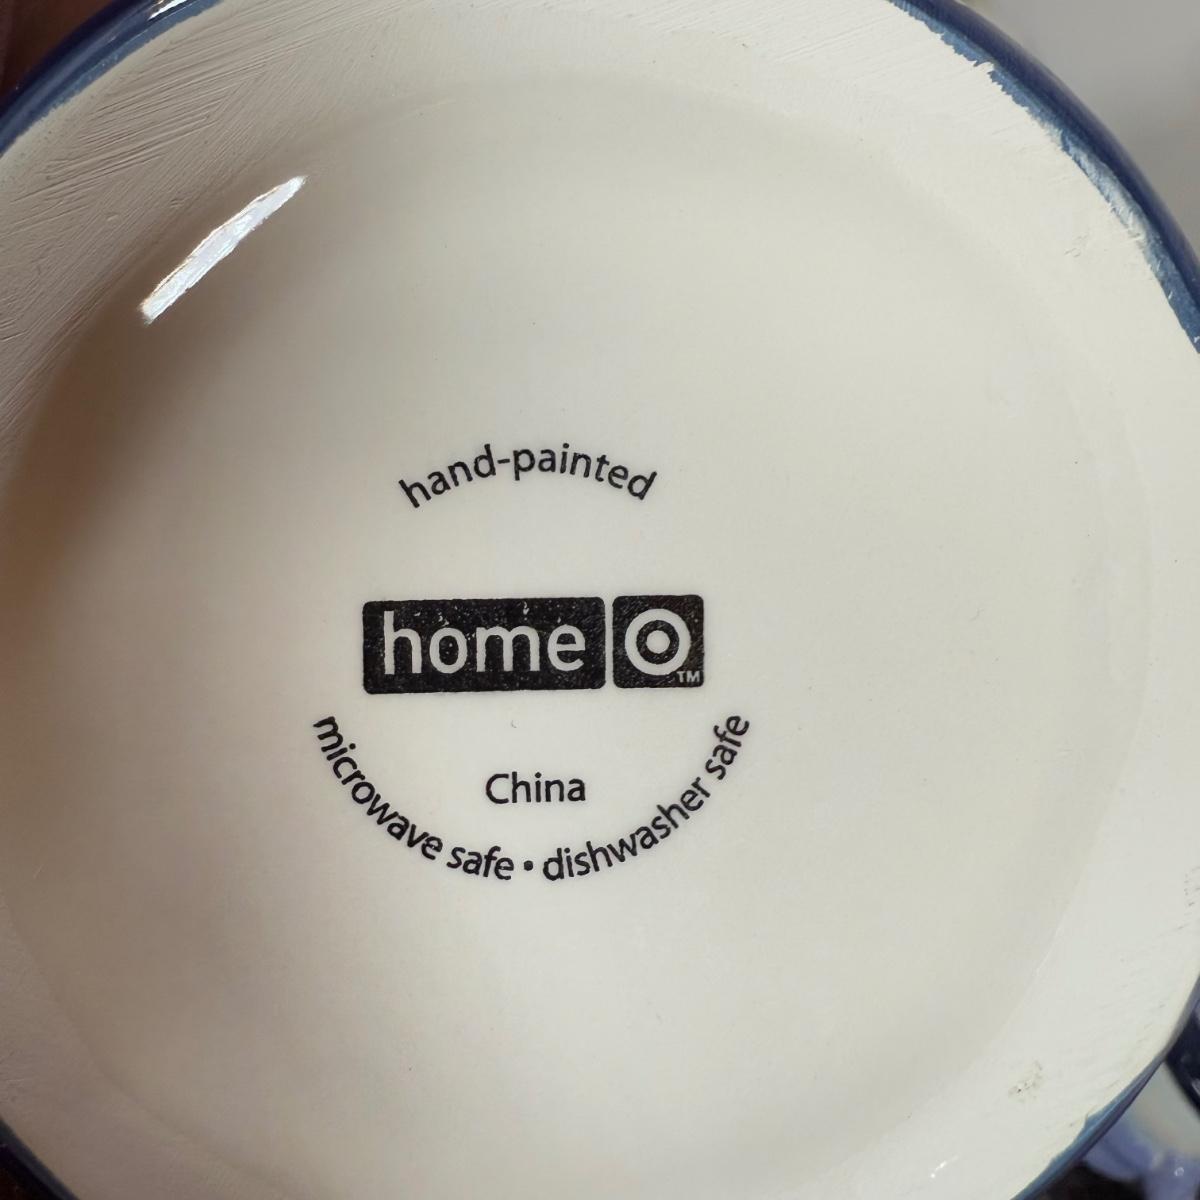 hand-painted
home
TM
China
microwave safe • dishwasher safe